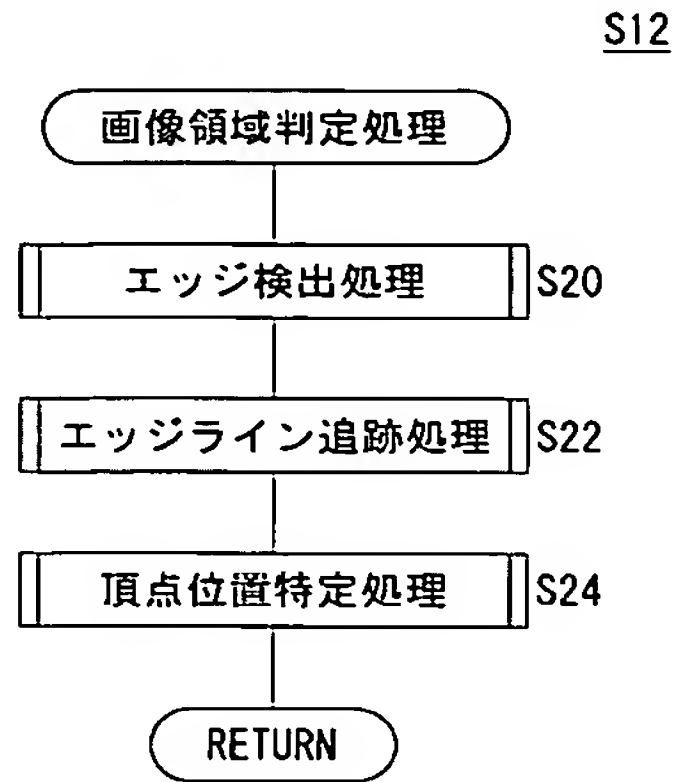 S12
画像領域判定処理
エッジ検出処理 S20
エッジライン追跡処理 S22
頂点位置特定処理 S24
RETURN